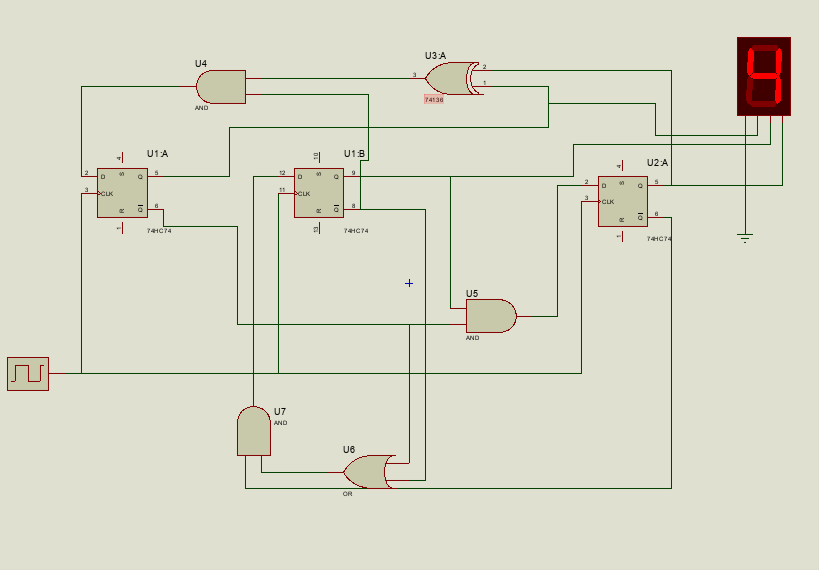 U4
AND
U3:A
3
2
1
74136
4
U1:A
2
D
S
Q
5
3
CLK
R
Q
6
1
74HC74
10
U1:B
12
D
S
Q
9
11
CLK
R
Q
8
13
74HC74
4
U2:A
2
D
S
Q
5
3
CLK
R
Q
6
1
74HC74
U5
AND
U7
AND
U6
OR
4